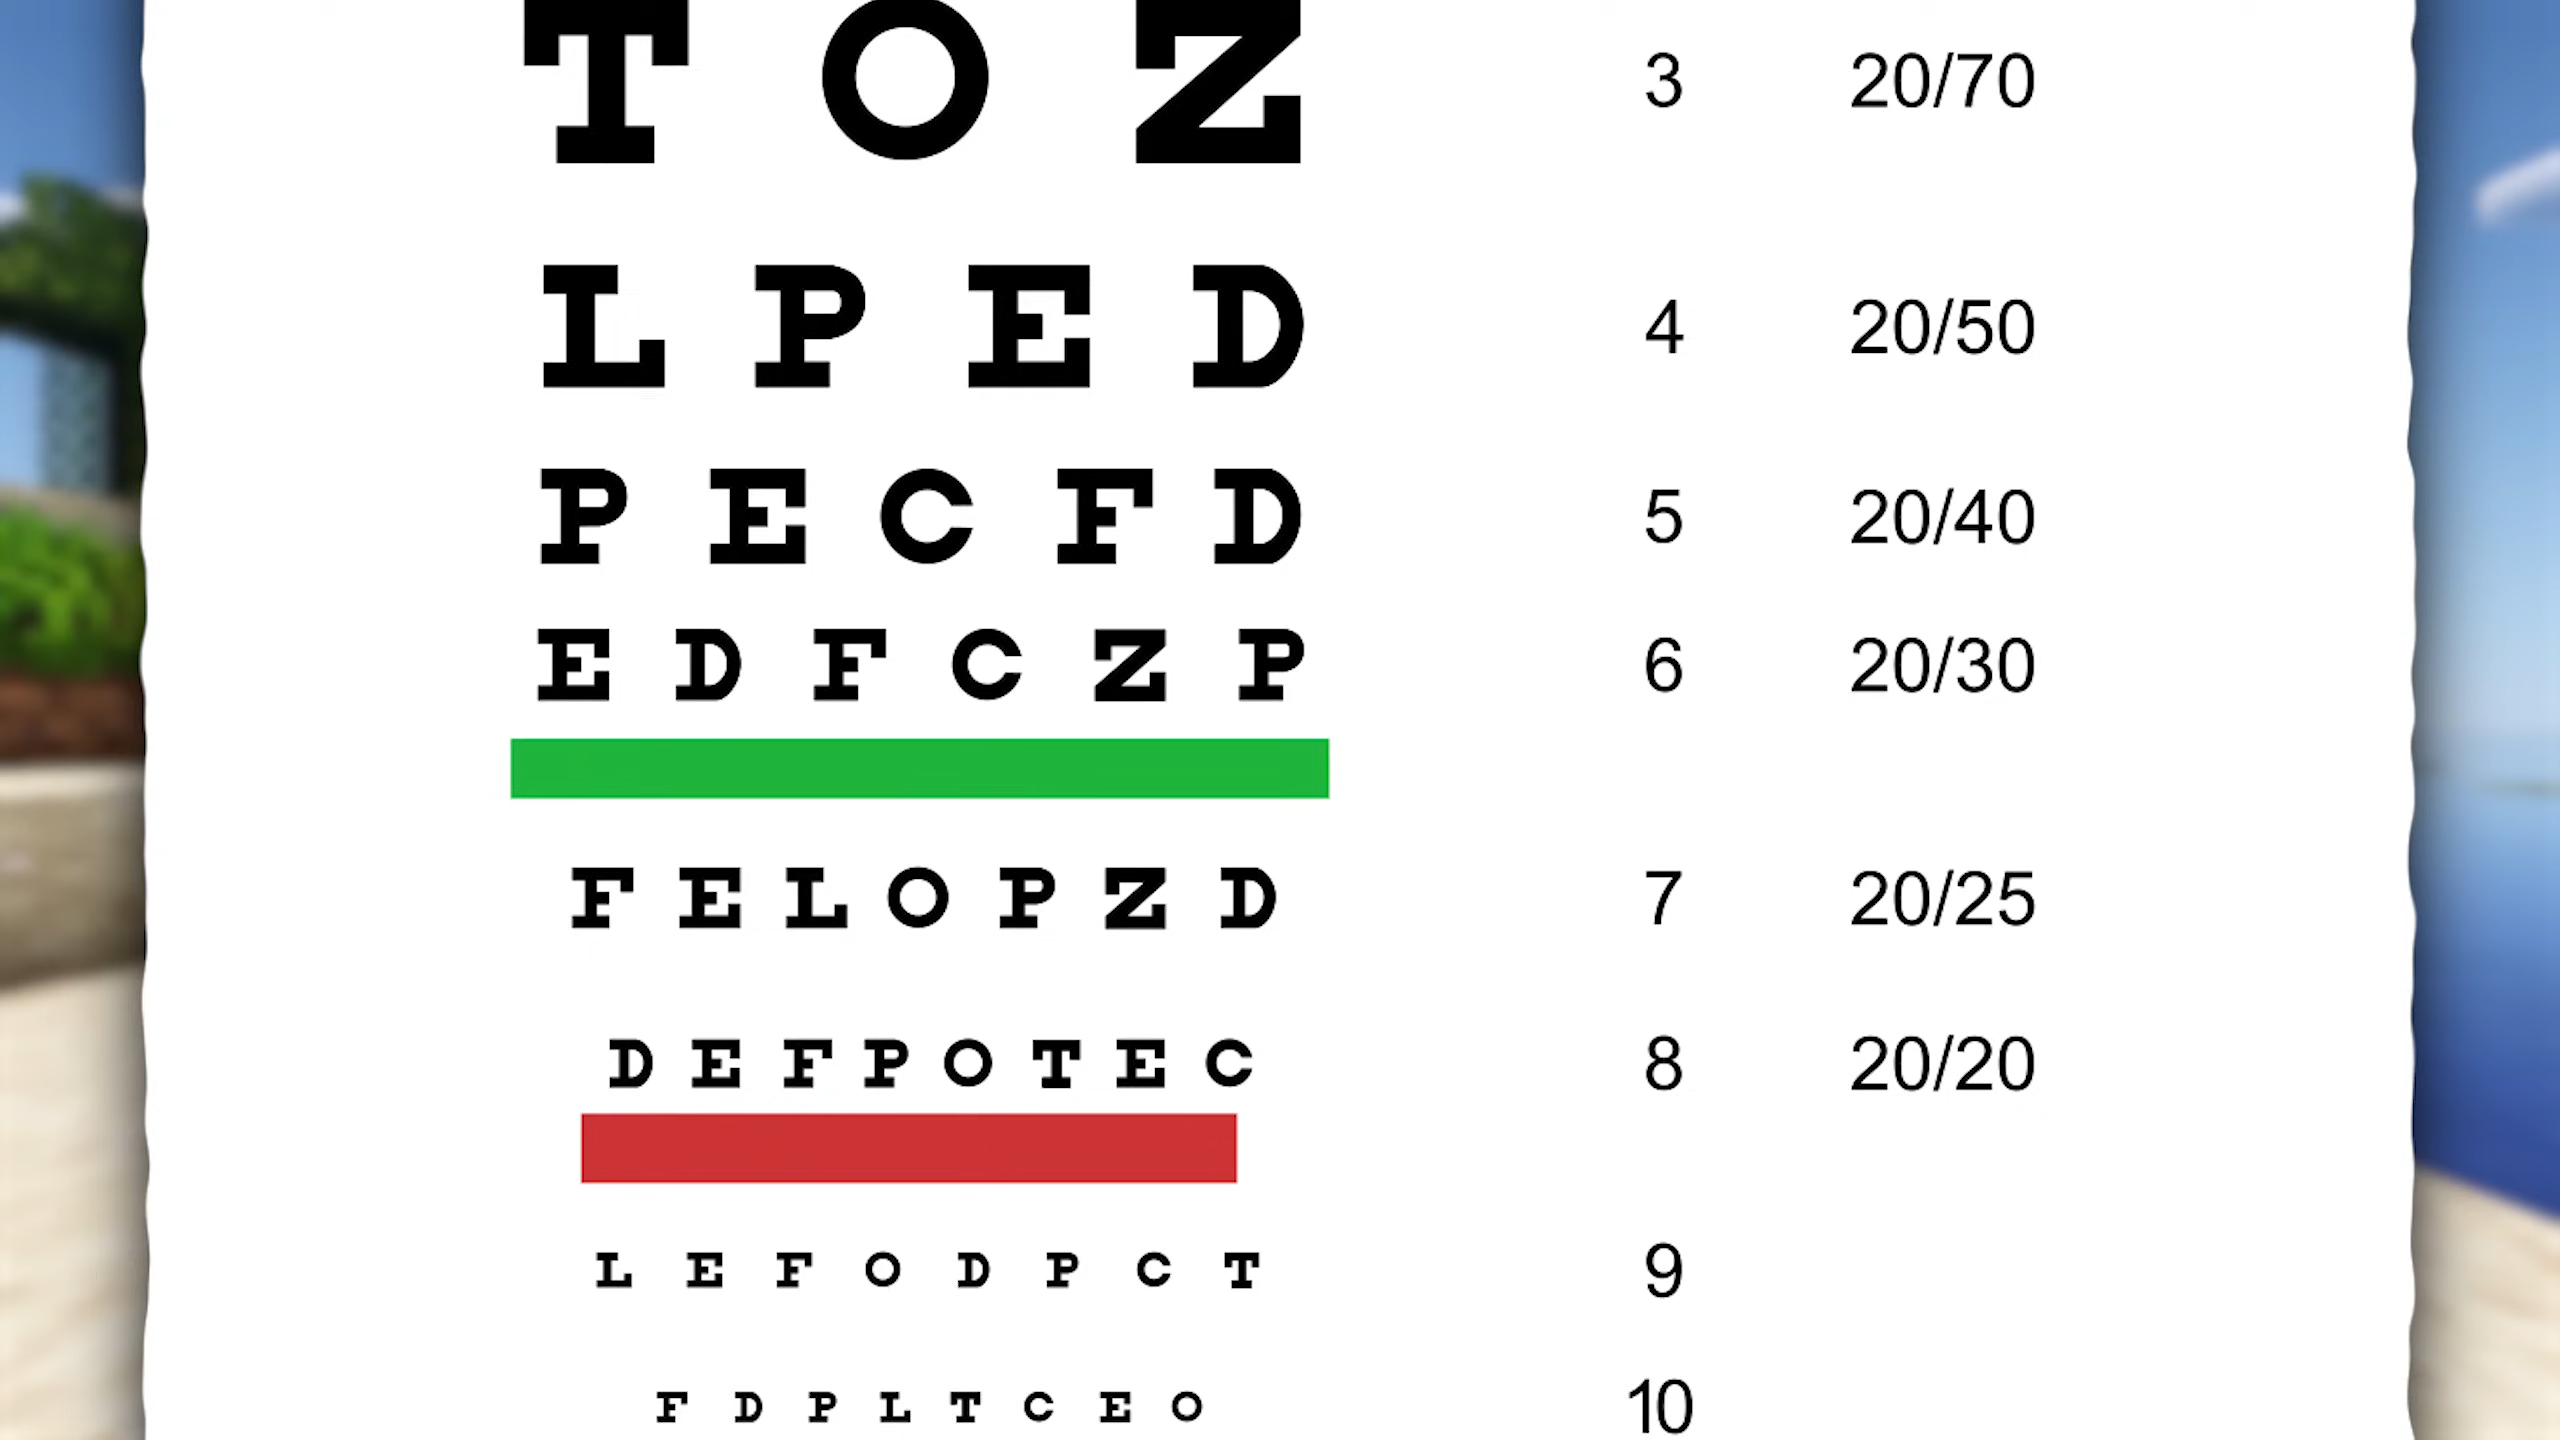 T O Z 3 20/70
L P E D 4 20/50
P E C F D 5 20/40
E D F C Z P 6 20/30
F E L O P Z D 7 20/25
D E F P O T E C 8 20/20
L E F O D P C T 9
F D P L T C E O 10